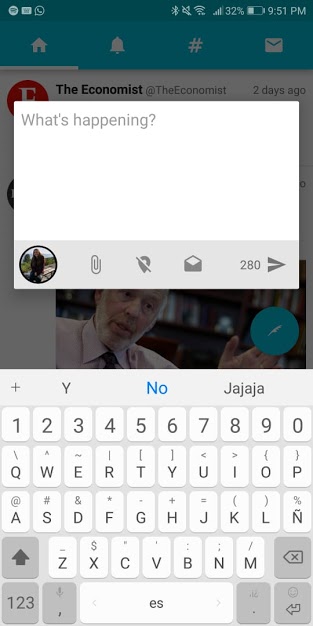 32% 9:51 PM
#
The Economist @TheEconomist 2 days ago
E
What's happening?
280
+ Y No Jajaja
1 2 3 4 5 6 7 8 9 0
\ ^ ~ | [ ] < > { }
Q W E R T Y U I O P
@ # & * - + = ( ) %
A S D F G H J K L Ñ
_ $ " ' : ; /
Z X C V B N M
123 , es .